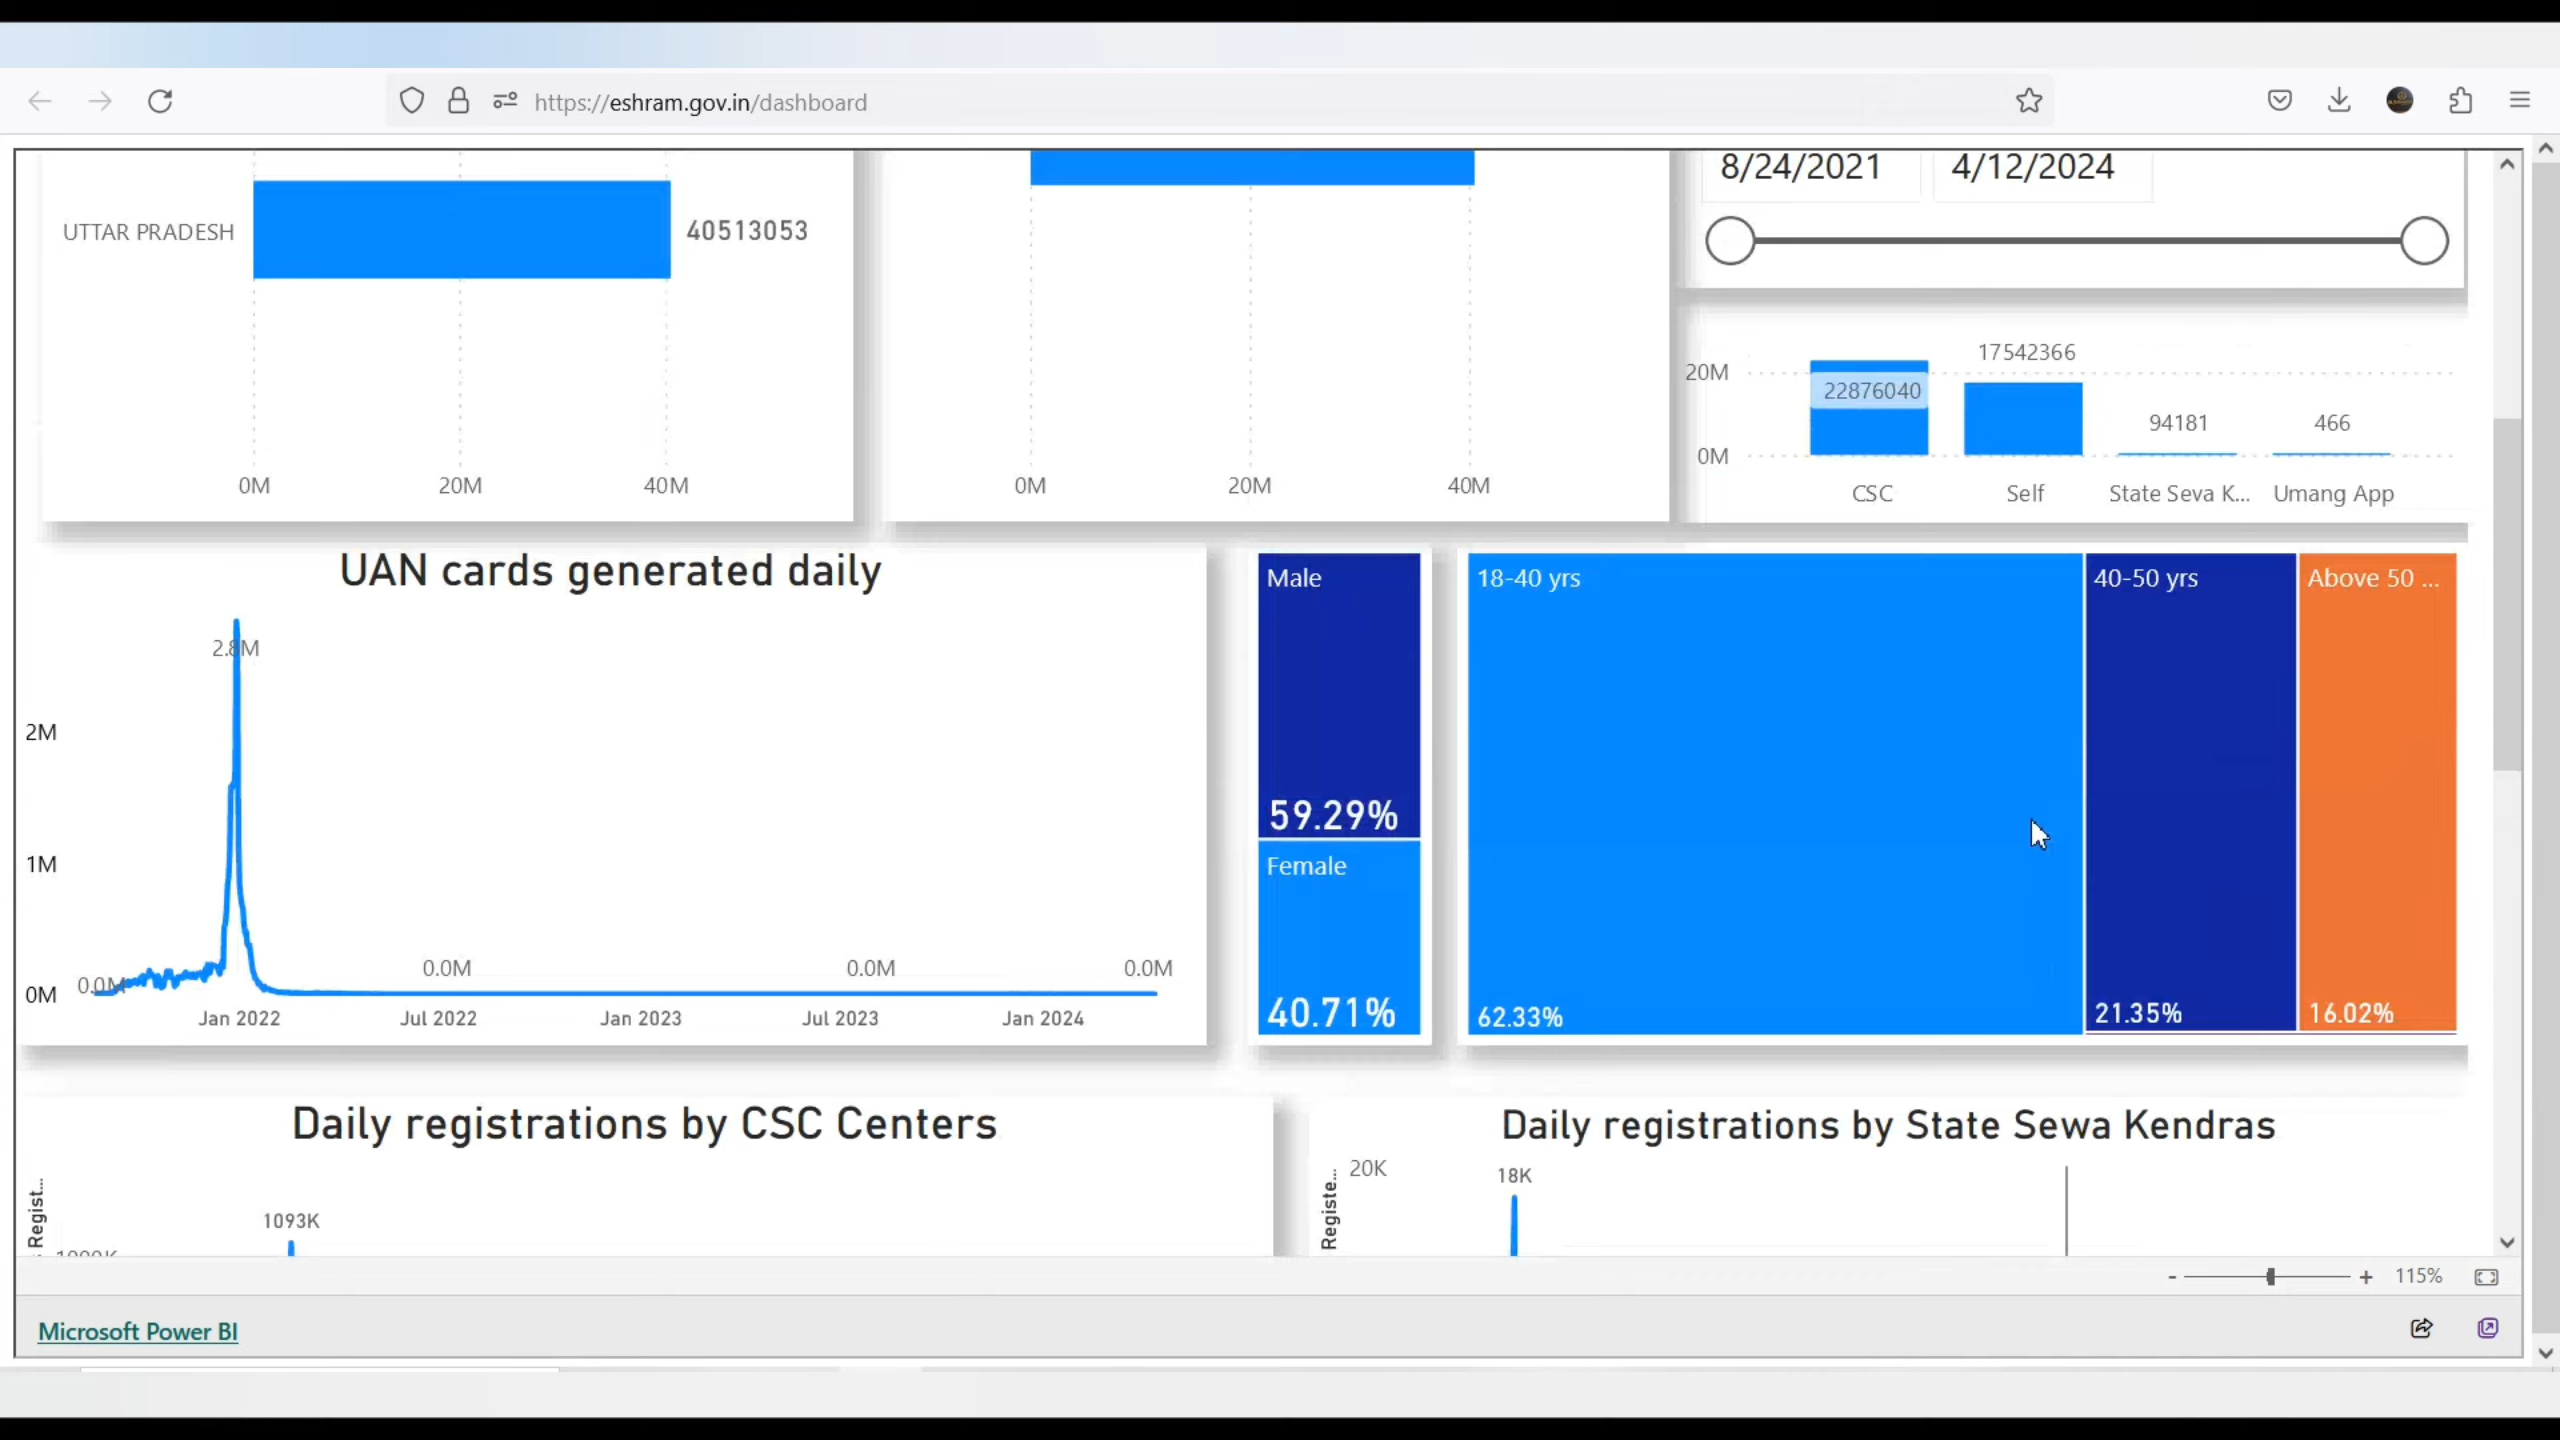 https://eshram.gov.in/dashboard
8/24/2021
4/12/2024
UTTAR PRADESH
40513053
0M
20M
40M
0M
20M
40M
20M
0M
22876040
17542366
94181
466
CSC
Self
State Seva K...
Umang App
UAN cards generated daily
2.8M
2M
1M
0M
0.0M
0.0M
0.0M
0.0M
Jan 2022
Jul 2022
Jan 2023
Jul 2023
Jan 2024
Male
59.29%
Female
40.71%
18-40 yrs
62.33%
40-50 yrs
21.35%
Above 50 ...
16.02%
Daily registrations by CSC Centers
Regist...
1093K
1000K
Daily registrations by State Sewa Kendras
Registe...
20K
18K
- + 115%
Microsoft Power BI